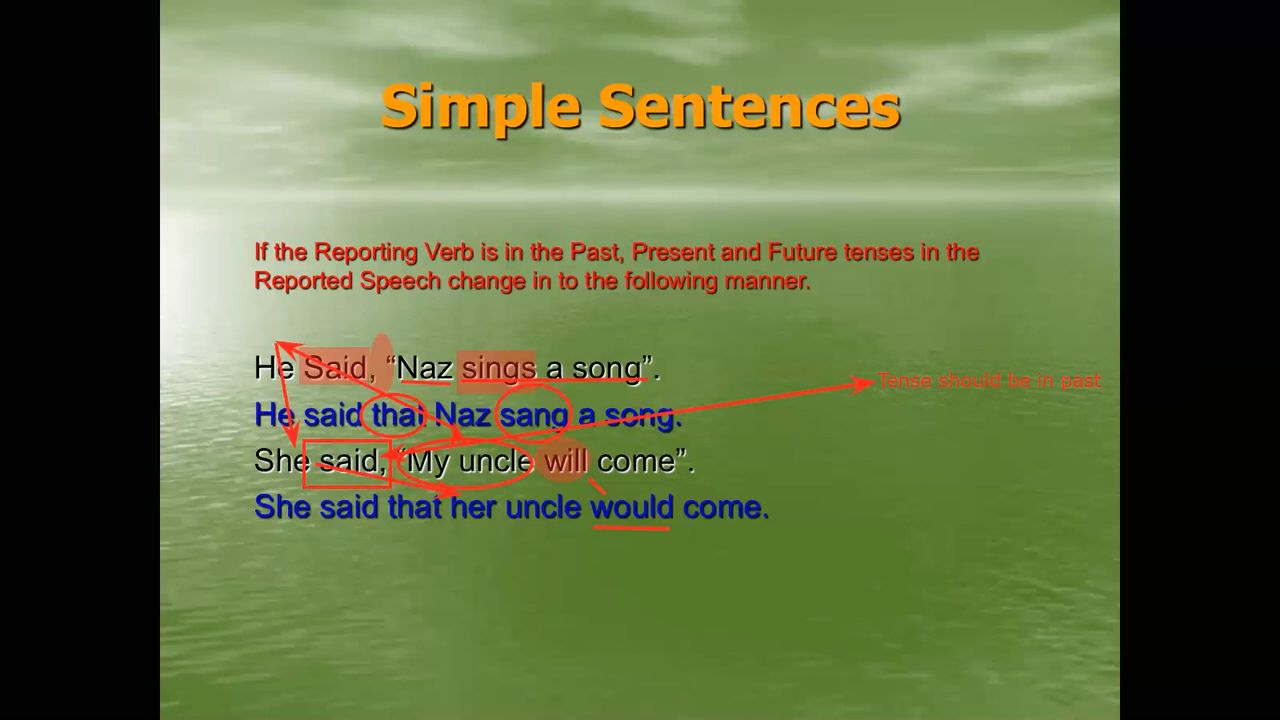 Simple Sentences
If the Reporting Verb is in the Past, Present and Future tenses in the
Reported Speech change in to the following manner.
He Said, “Naz sings a song”.
Tense should be in past
He said that Naz sang a song.
She said, “My uncle will come”.
She said that her uncle would come.